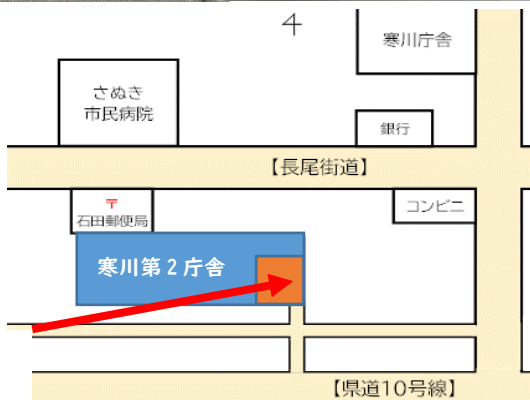 4
寒川庁舎
さぬき
市民病院
銀行
【長尾街道】
〒
石田郵便局
コンビニ
寒川第２庁舎
【県道10号線】